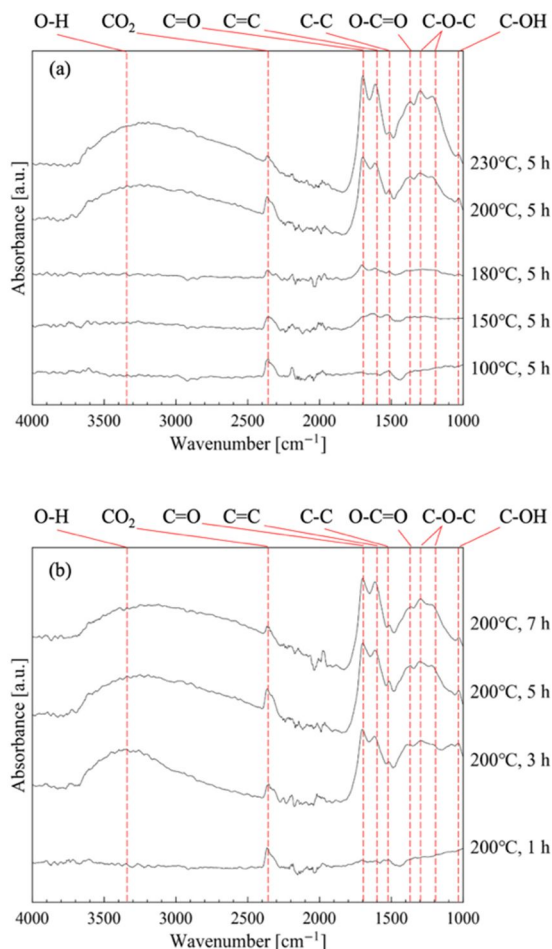 O-H CO₂ C=O C=C C-C O-C=O C-O-C C-OH
(a)
Absorbance [a.u.]
230°C, 5 h
200°C, 5 h
180°C, 5 h
150°C, 5 h
100°C, 5 h
4000 3500 3000 2500 2000 1500 1000
Wavenumber [cm⁻¹]
O-H CO₂ C=O C=C C-C O-C=O C-O-C C-OH
(b)
Absorbance [a.u.]
200°C, 7 h
200°C, 5 h
200°C, 3 h
200°C, 1 h
4000 3500 3000 2500 2000 1500 1000
Wavenumber [cm⁻¹]